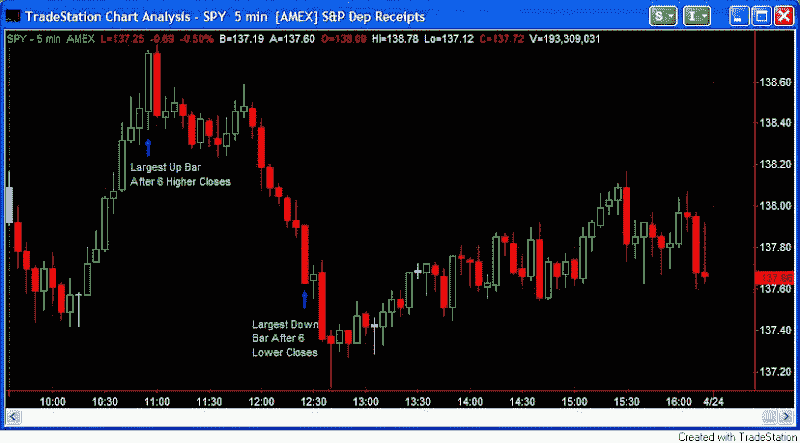 TradeStation Chart Analysis - SPY 5 min [AMEX] S&P Dep Receipts
S I
SPY - 5 min AMEX L=137.25 -0.69 -0.50% B=137.19 A=137.60 Hi=138.78 Lo=137.12 C=137.72 V=193,309,031
138.60
138.40
Largest Up Bar
After 6 Higher Closes
138.20
138.00
137.80
137.60
Largest Down
Bar After 6
Lower Closes
137.40
137.20
10:00 10:30 11:00 11:30 12:00 12:30 13:00 13:30 14:00 14:30 15:00 15:30 16:00 4/24
Created with TradeStation